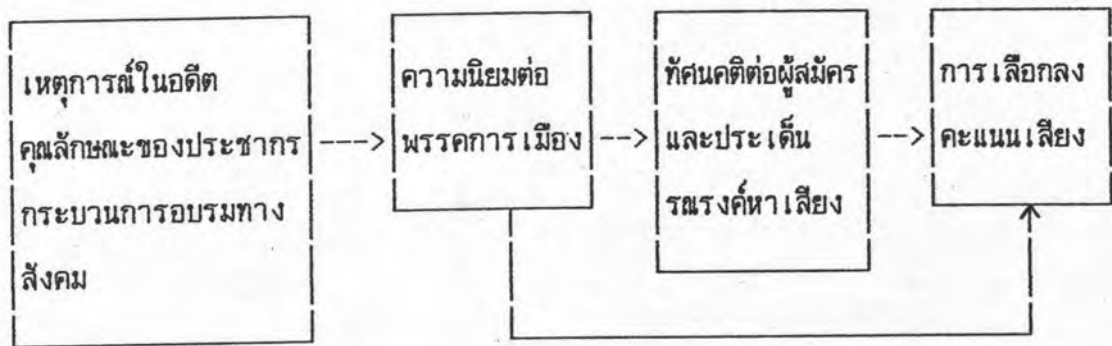 เหตุการณ์ในอดีต
คุณลักษณะของประชากร
กระบวนการอบรมทาง
สังคม
ความนิยมต่อ
พรรคการเมือง
ทัศนคติต่อผู้สมัคร
และประเด็น
รณรงค์หาเสียง
การเลือกลง
คะแนนเสียง